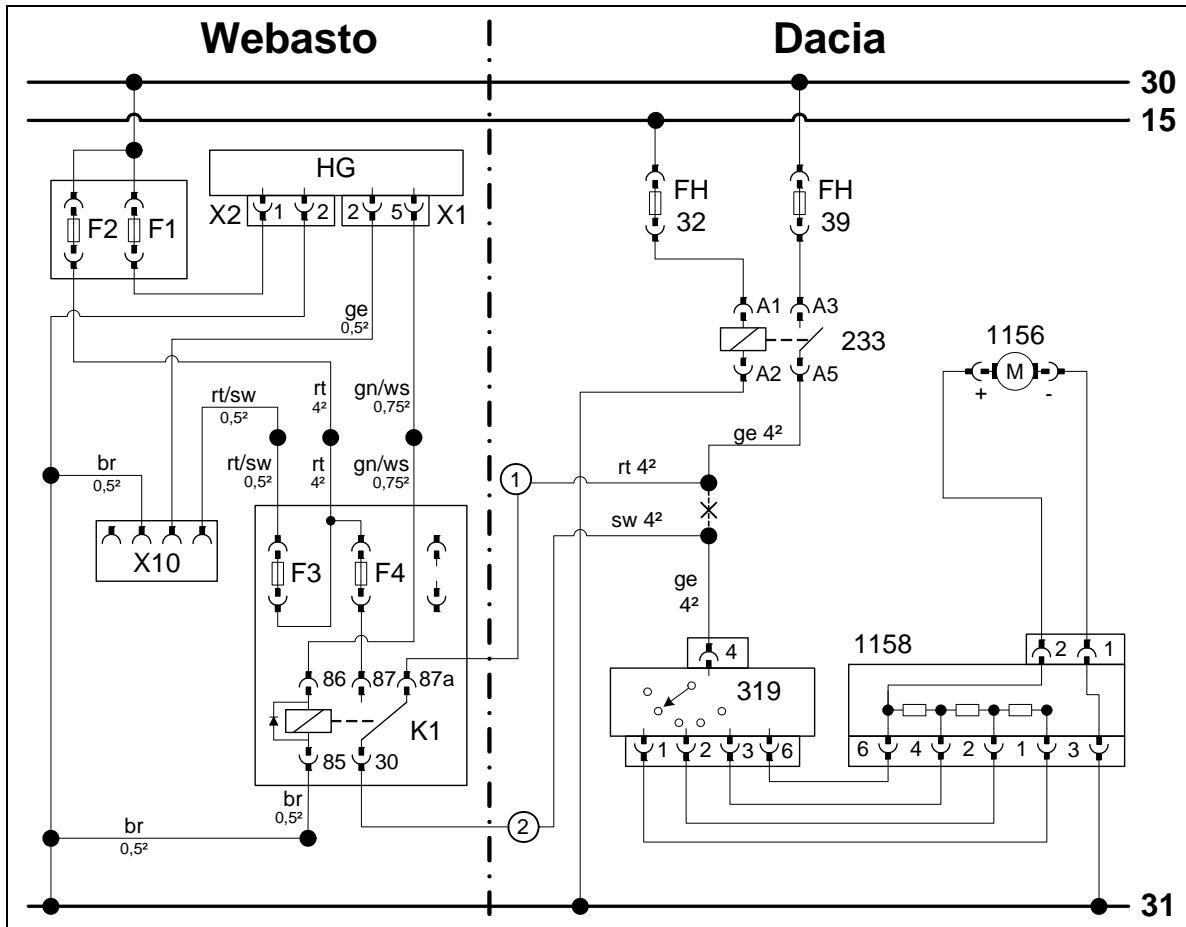 Webasto
Dacia
30
15
HG
X2 1 2 2 5 X1
F2 F1
FH 32
FH 39
ge 0,5²
A1 A3
233
A2 A5
1156
M
+ -
rt/sw 0,5²
rt 4²
gn/ws 0,75²
ge 4²
br 0,5²
rt/sw 0,5²
rt 4²
gn/ws 0,75²
1
rt 4²
sw 4²
X10
F3 F4
ge 4²
4
319
1158
2 1
86 87 87a
K1
85 30
1 2 3 6
6 4 2 1 3
br 0,5²
br 0,5²
2
31